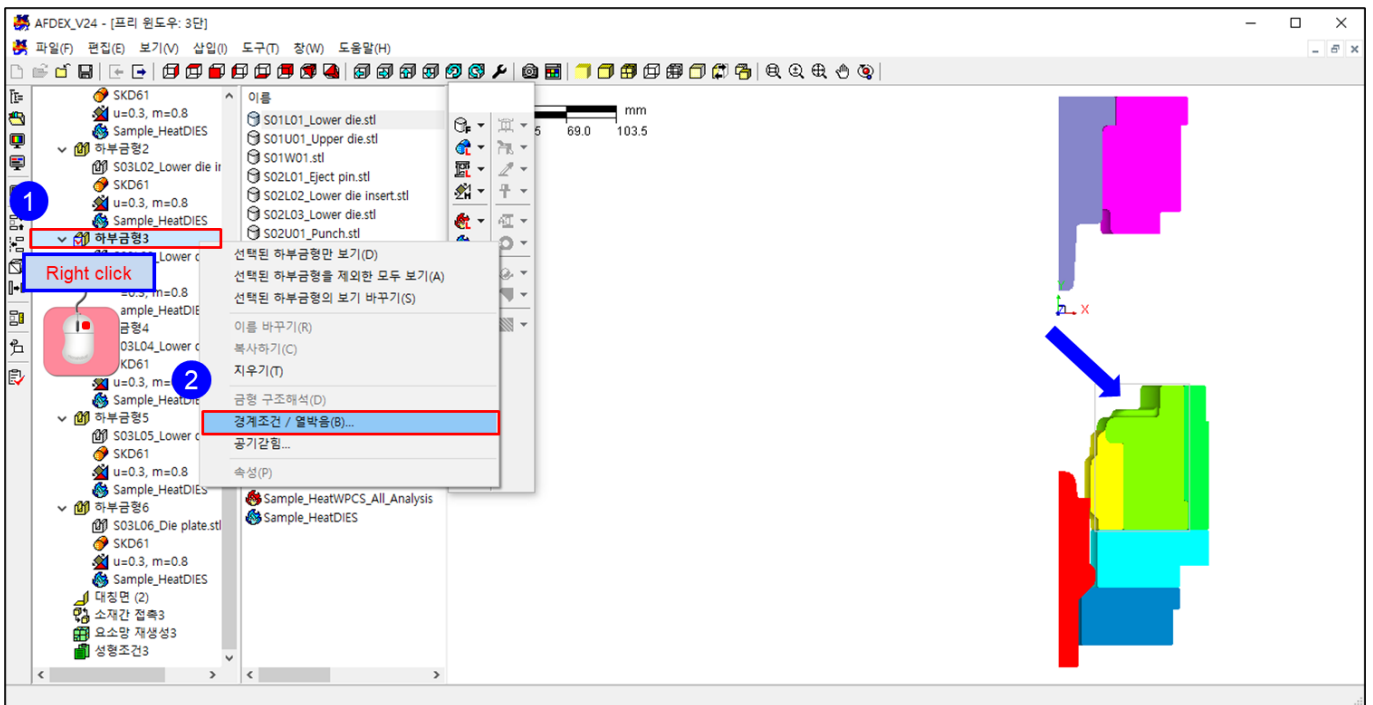 AFDEX_V24 - [프리 윈도우: 3단]
파일(F) 편집(E) 보기(V) 삽입(I) 도구(T) 창(W) 도움말(H)
SKD61
u=0.3, m=0.8
Sample_HeatDIES
하부금형2
S03L02_Lower die in
SKD61
u=0.3, m=0.8
Sample_HeatDIES
1
하부금형3
Lower
Right click
=0.3, m=0.8
ample_HeatDIE
금형4
03L04_Lower
KD61
u=0.3, m=
Sample_HeatDIE
하부금형5
S03L05_Lower
SKD61
u=0.3, m=0.8
Sample_HeatDIES
하부금형6
S03L06_Die plate.stl
SKD61
u=0.3, m=0.8
Sample_HeatDIES
대칭면 (2)
소재간 접촉3
요소망 재생성3
성형조건3
이름
S01L01_Lower die.stl
S01U01_Upper die.stl
S01W01.stl
S02L01_Eject pin.stl
S02L02_Lower die insert.stl
S02L03_Lower die.stl
S02U01_Punch.stl
선택된 하부금형만 보기(D)
선택된 하부금형을 제외한 모두 보기(A)
선택된 하부금형의 보기 바꾸기(S)
이름 바꾸기(R)
복사하기(C)
지우기(T)
2
금형 구조해석(D)
경계조건 / 열박음(B)...
공기갇힘...
속성(P)
Sample_HeatWPCS_All_Analysis
Sample_HeatDIES
mm
5 69.0 103.5
X